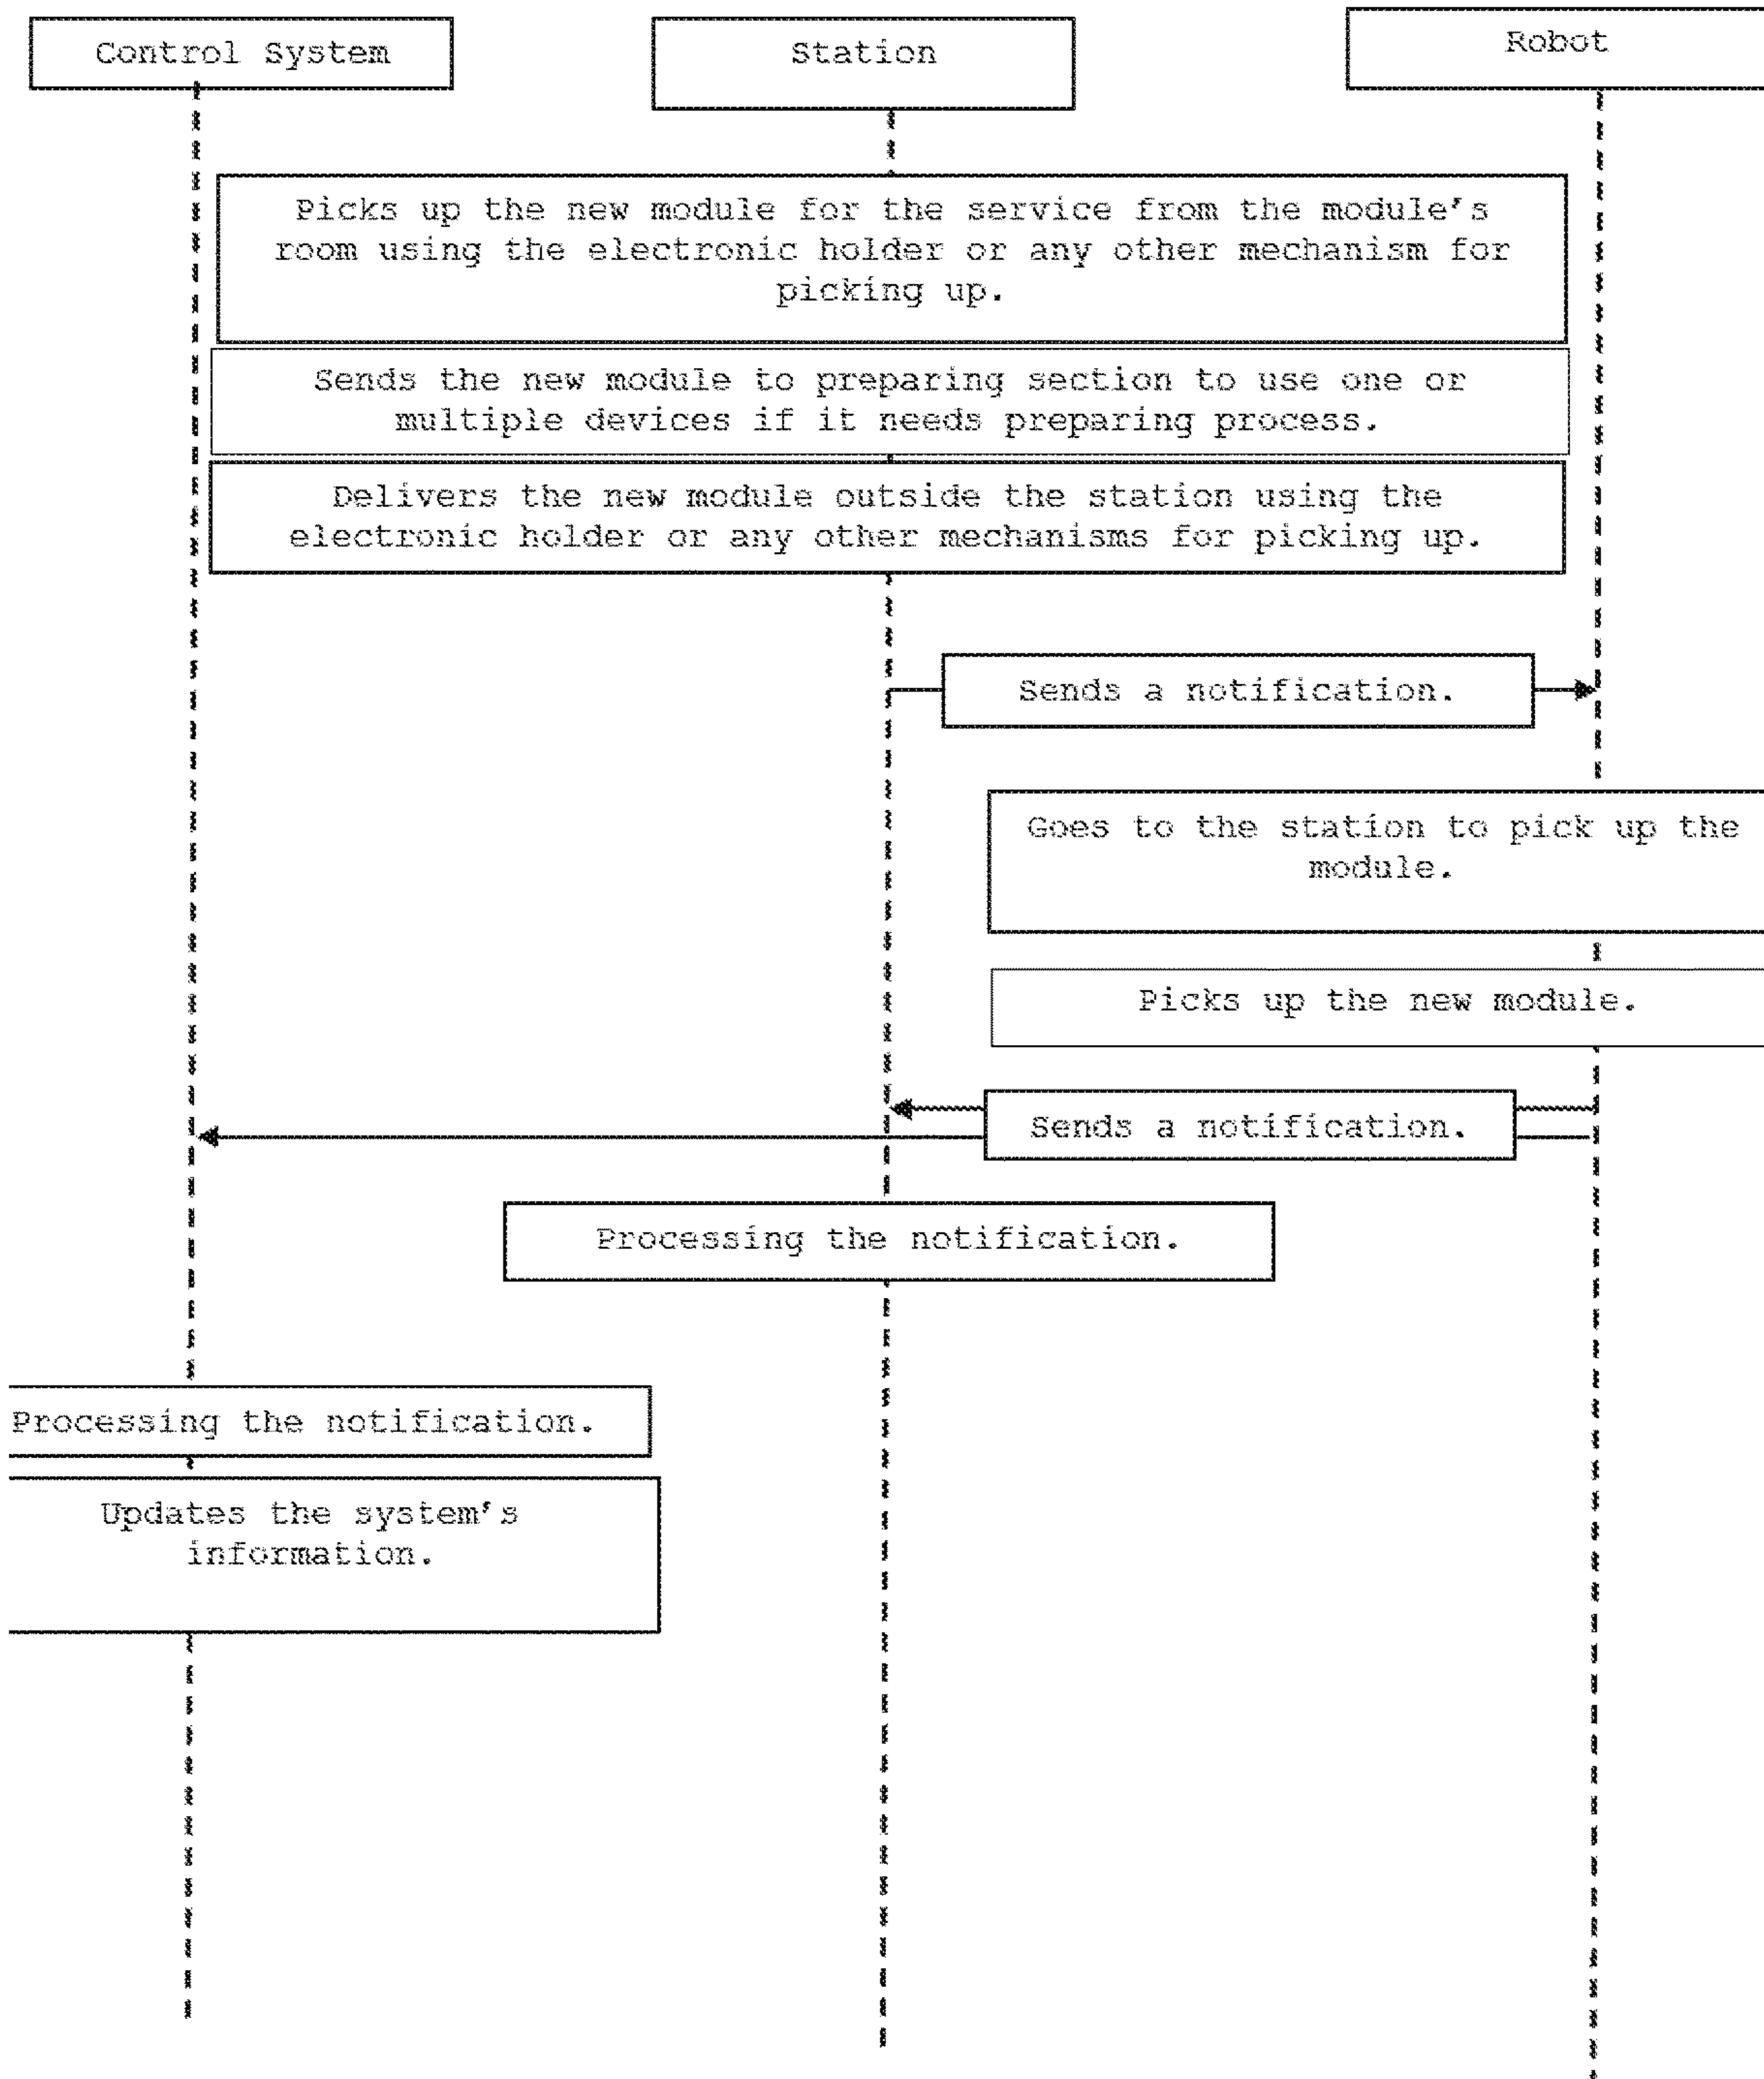 Control System
Station
Robot
Picks up the new module for the service from the module's
room using the electronic holder or any other mechanism for
picking up.
Sends the new module to preparing section to use one or
multiple devices if it needs preparing process.
Delivers the new module outside the station using the
electronic holder or any other mechanisms for picking up.
Sends a notification.
Goes to the station to pick up the
module.
Picks up the new module.
Sends a notification.
Processing the notification.
Processing the notification.
Updates the system's
information.